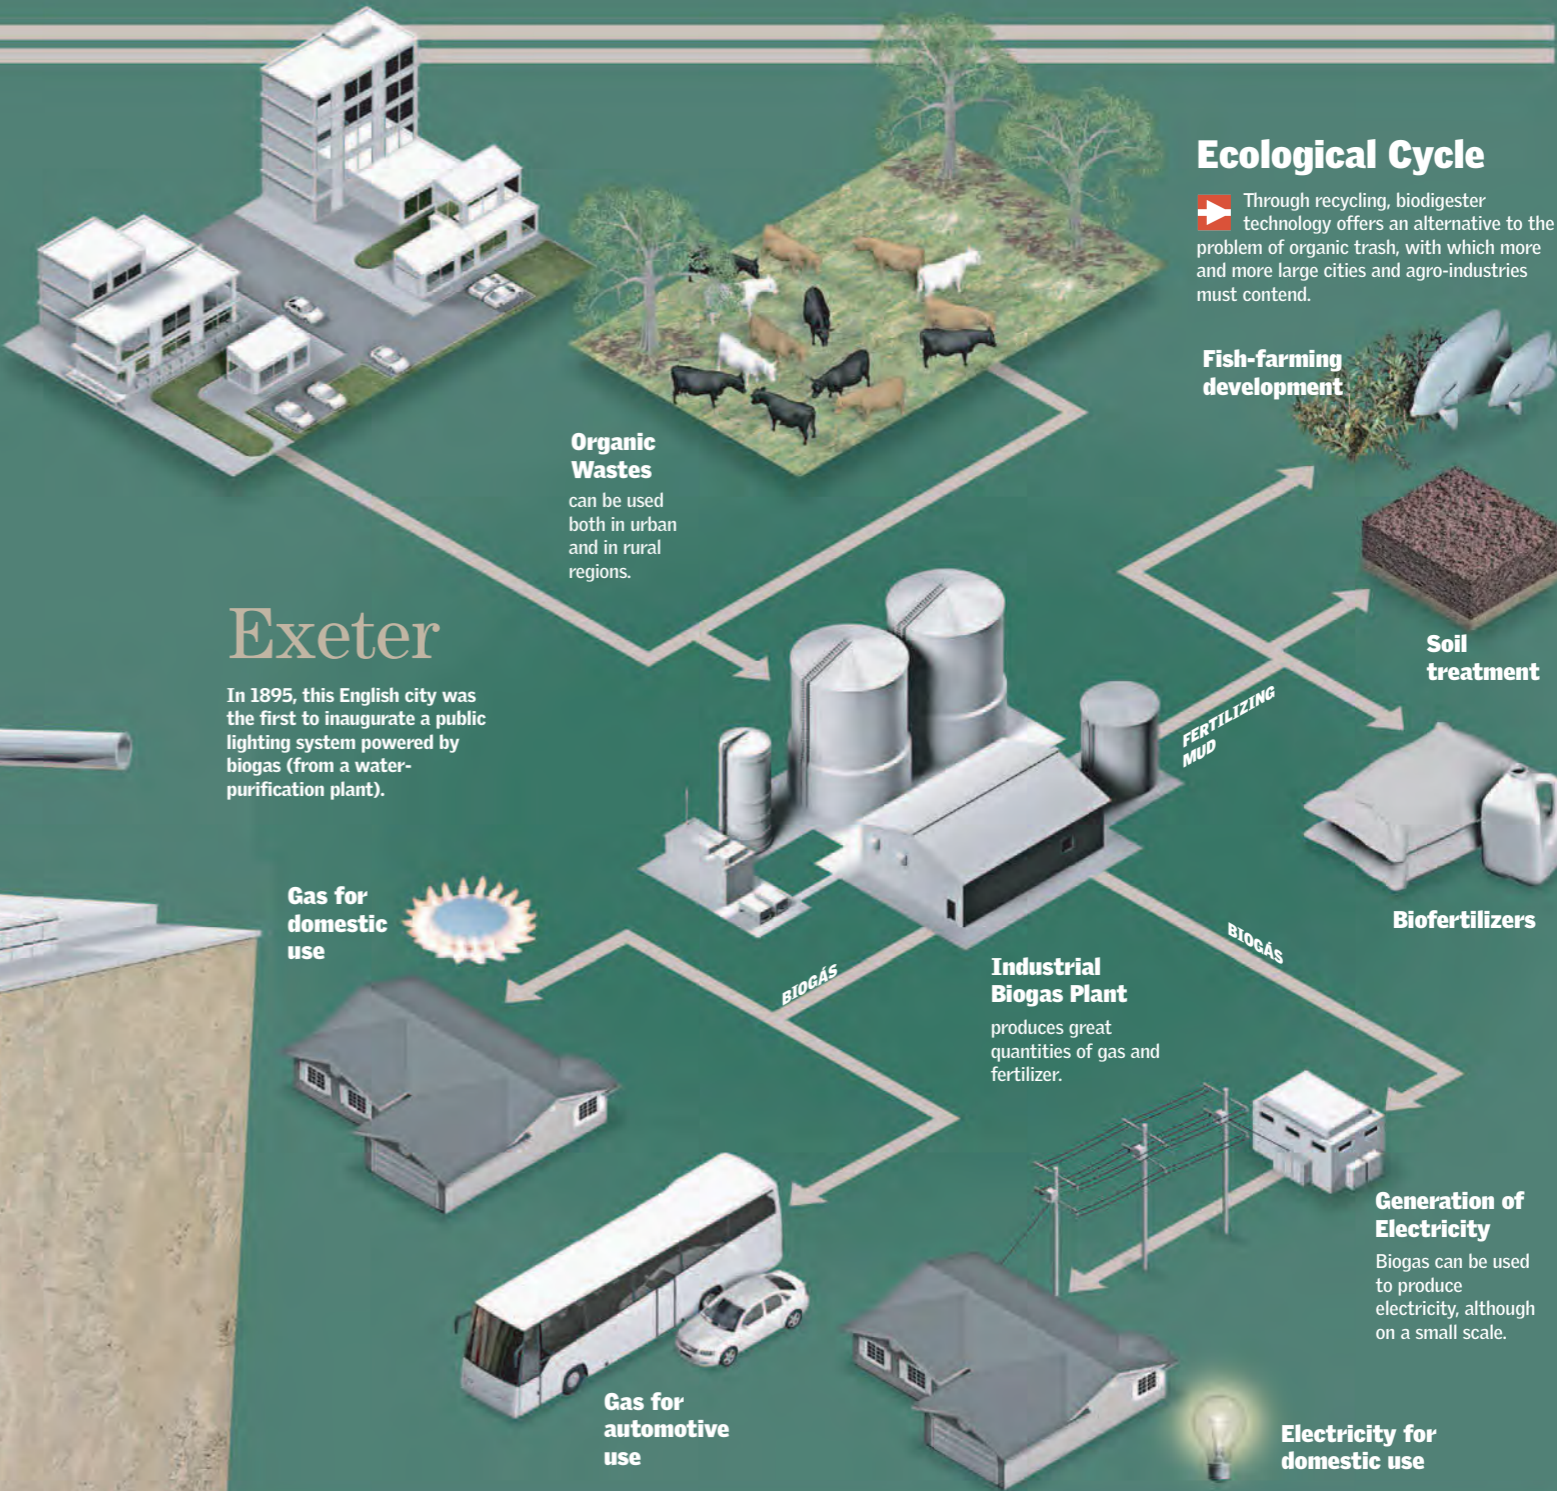 Ecological Cycle
Through recycling, biodigester
technology offers an alternative to the
problem of organic trash, with which more
and more large cities and agro-industries
must contend.
Fish-farming
development
Organic
Wastes
can be used
both in urban
and in rural
regions.
Exeter
In 1895, this English city was
the first to inaugurate a public
lighting system powered by
biogas (from a water-
purification plant).
Soil
treatment
FERTILIZING
MUD
Biofertilizers
Gas for
domestic
use
BIOGÁS
Industrial
Biogas Plant
produces great
quantities of gas and
fertilizer.
BIOGÁS
Generation of
Electricity
Biogas can be used
to produce
electricity, although
on a small scale.
Gas for
automotive
use
Electricity for
domestic use